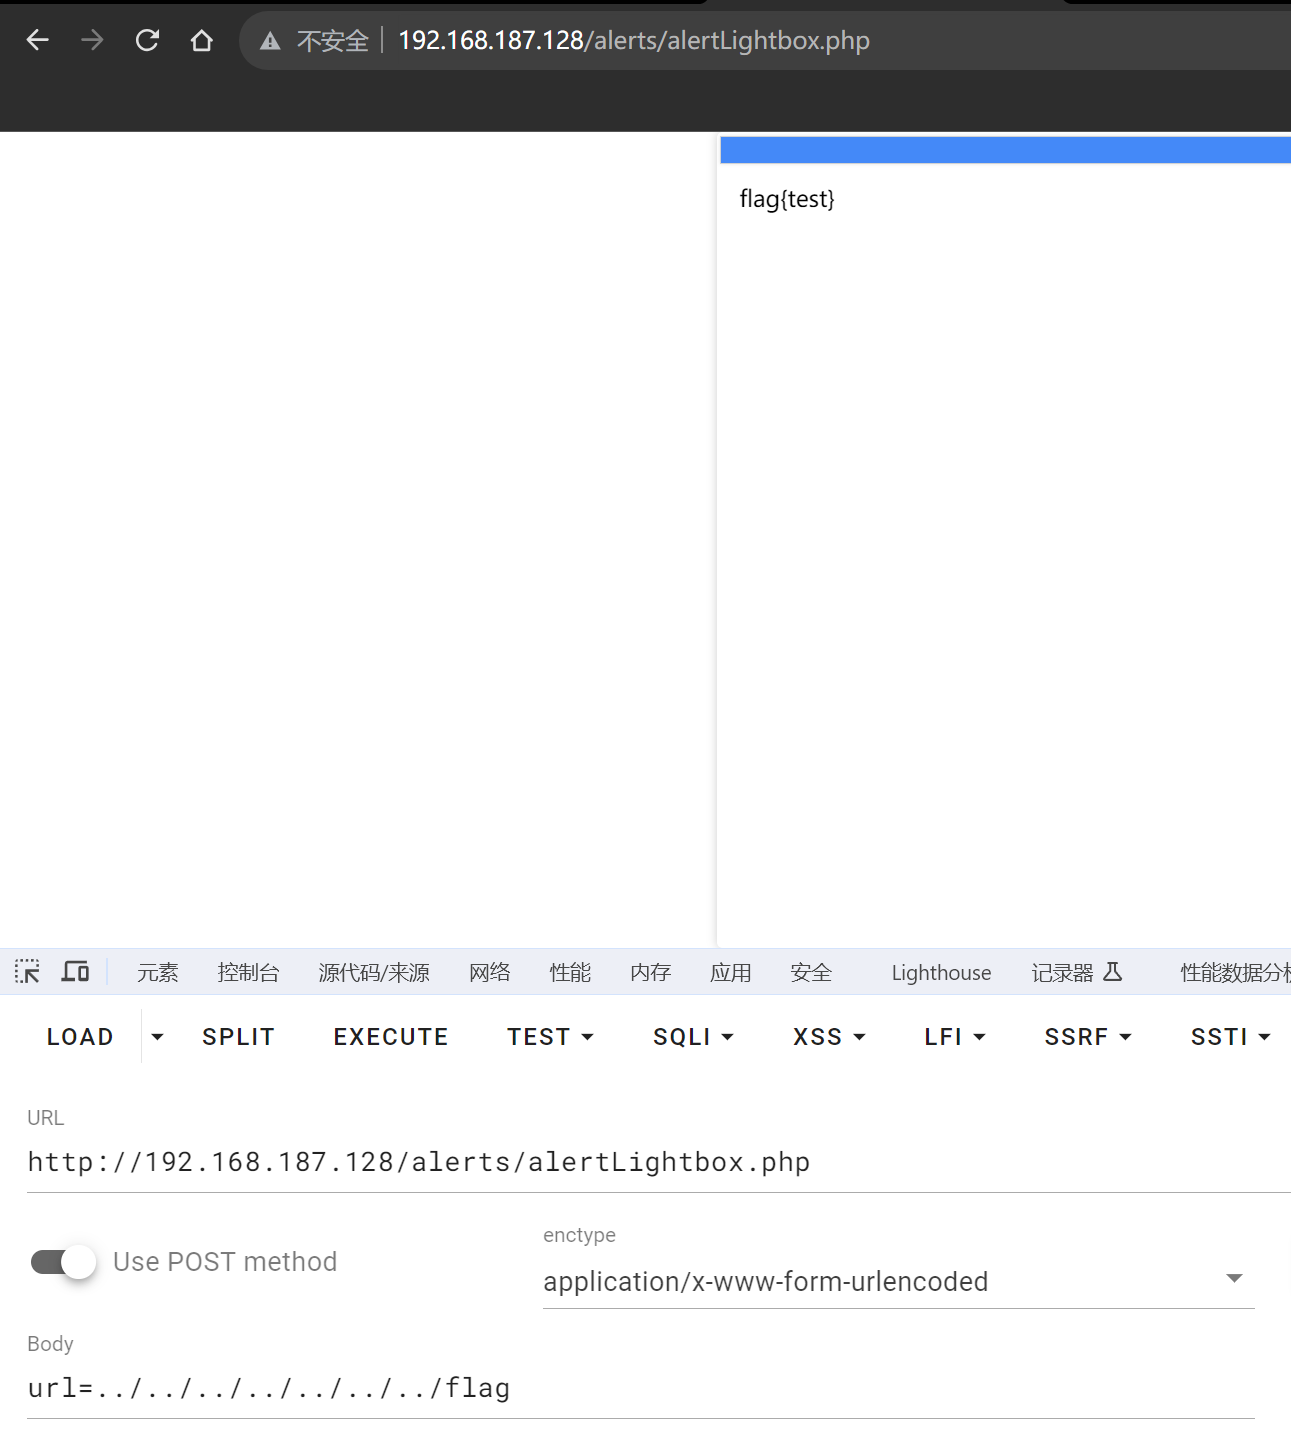 不安全 192.168.187.128/alerts/alertLightbox.php
flag{test}
元素 控制台 源代码/来源 网络 性能 内存 应用 安全 Lighthouse 记录器 性能数据分析
LOAD SPLIT EXECUTE TEST SQLI XSS LFI SSRF SSTI
URL
http://192.168.187.128/alerts/alertLightbox.php
Use POST method
enctype
application/x-www-form-urlencoded
Body
url=../../../../../../../flag